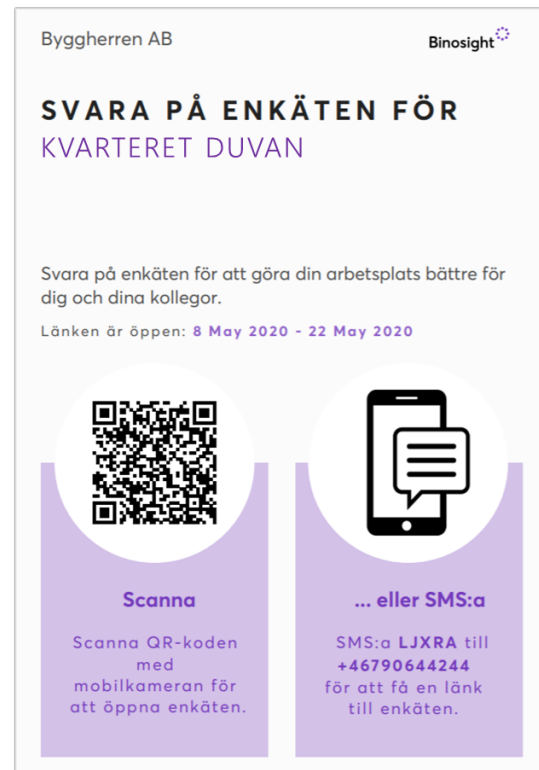 Byggherren AB
Binosight
SVARA PÅ ENKÄTEN FÖR
KVARTERET DUVAN
Svara på enkäten för att göra din arbetsplats bättre för
dig och dina kollegor.
Länken är öppen: 8 May 2020 - 22 May 2020
Scanna
Scanna QR-koden
med
mobilkameran för
att öppna enkäten.
... eller SMS:a
SMS:a LJXRA till
+46790644244
för att få en länk
till enkäten.